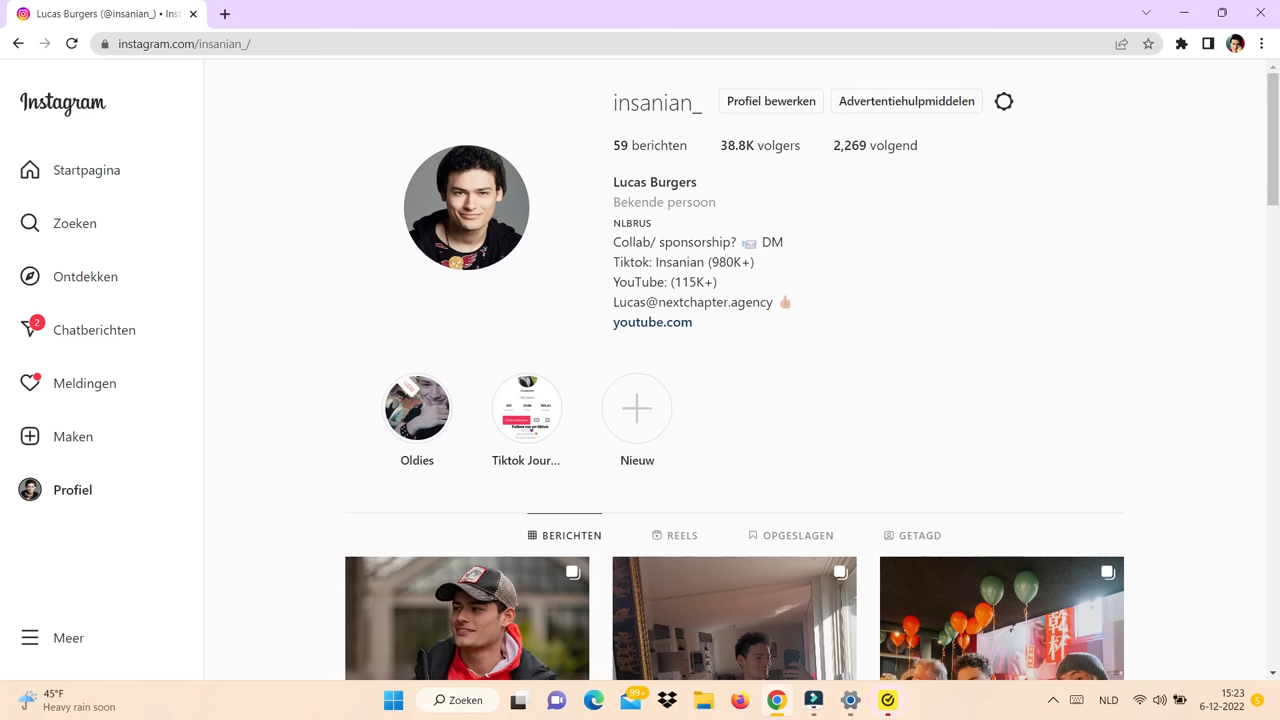 Lucas Burgers (@insanian_) • Inst
instagram.com/insanian_/
Instagram
Startpagina
Zoeken
Ontdekken
2
Chatberichten
Meldingen
Maken
Profiel
Meer
insanian_
Profiel bewerken
Advertentiehulpmiddelen
59 berichten 38.8K volgers 2,269 volgend
Lucas Burgers
Bekende persoon
NLBRUS
Collab/ sponsorship? 📨 DM
Tiktok: Insanian (980K+)
YouTube: (115K+)
Lucas@nextchapter.agency 👍🏼
youtube.com
Oldies
Tiktok Jour...
Nieuw
BERICHTEN
REELS
OPGESLAGEN
GETAGD
乾杯
45°F
Heavy rain soon
Zoeken
99+
NLD
15:23
6-12-2022
5